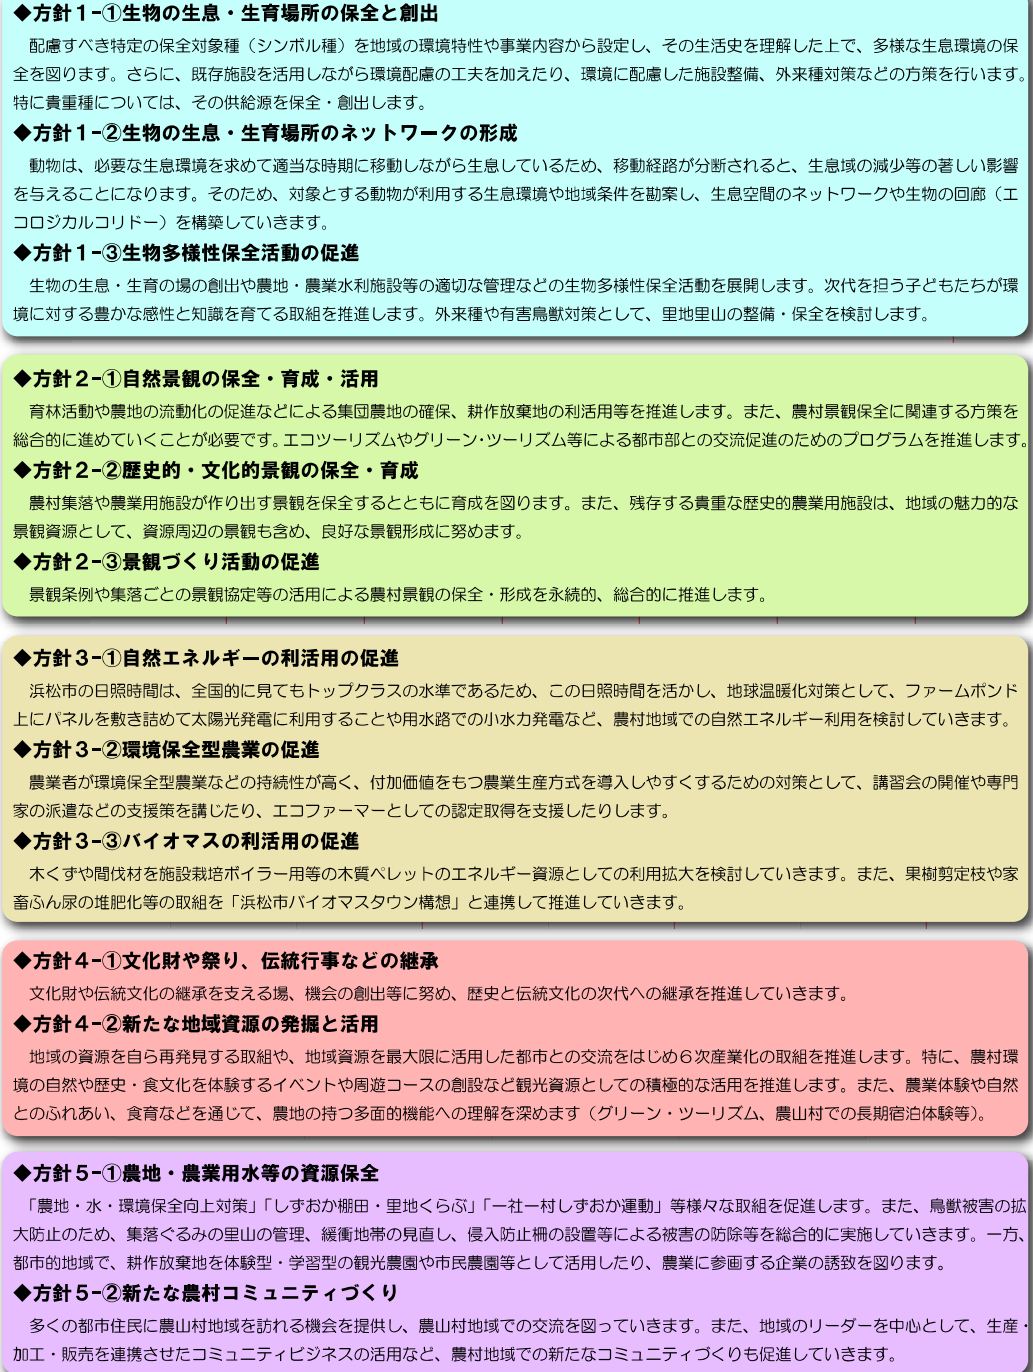 ◆方針１-①生物の生息・生育場所の保全と創出
配慮すべき特定の保全対象種（シンボル種）を地域の環境特性や事業内容から設定し、その生活史を理解した上で、多様な生息環境の保
全を図ります。さらに、既存施設を活用しながら環境配慮の工夫を加えたり、環境に配慮した施設整備、外来種対策などの方策を行います。
特に貴重種については、その供給源を保全・創出します。
◆方針１-②生物の生息・生育場所のネットワークの形成
動物は、必要な生息環境を求めて適当な時期に移動しながら生息しているため、移動経路が分断されると、生息域の減少等の著しい影響
を与えることになります。そのため、対象とする動物が利用する生息環境や地域条件を勘案し、生息空間のネットワークや生物の回廊（エ
コロジカルコリドー）を構築していきます。
◆方針１-③生物多様性保全活動の促進
生物の生息・生育の場の創出や農地・農業水利施設等の適切な管理などの生物多様性保全活動を展開します。次代を担う子どもたちが環
境に対する豊かな感性と知識を育てる取組を推進します。外来種や有害鳥獣対策として、里地里山の整備・保全を検討します。
◆方針２-①自然景観の保全・育成・活用
育林活動や農地の流動化の促進などによる集団農地の確保、耕作放棄地の利活用等を推進します。また、農村景観保全に関連する方策を
総合的に進めていくことが必要です。エコツーリズムやグリーン・ツーリズム等による都市部との交流促進のためのプログラムを推進します。
◆方針２-②歴史的・文化的景観の保全・育成
農村集落や農業用施設が作り出す景観を保全するとともに育成を図ります。また、残存する貴重な歴史的農業用施設は、地域の魅力的な
景観資源として、資源周辺の景観も含め、良好な景観形成に努めます。
◆方針２-③景観づくり活動の促進
景観条例や集落ごとの景観協定等の活用による農村景観の保全・形成を永続的、総合的に推進します。
◆方針３-①自然エネルギーの利活用の促進
浜松市の日照時間は、全国的に見てもトップクラスの水準であるため、この日照時間を活かし、地球温暖化対策として、ファームポンド
上にパネルを敷き詰めて太陽光発電に利用することや用水路での小水力発電など、農村地域での自然エネルギー利用を検討していきます。
◆方針３-②環境保全型農業の促進
農業者が環境保全型農業などの持続性が高く、付加価値をもつ農業生産方式を導入しやすくするための対策として、講習会の開催や専門
家の派遣などの支援策を講じたり、エコファーマーとしての認定取得を支援したりします。
◆方針３-③バイオマスの利活用の促進
木くずや間伐材を施設栽培ボイラー用等の木質ペレットのエネルギー資源としての利用拡大を検討していきます。また、果樹剪定枝や家
畜ふん尿の堆肥化等の取組を「浜松市バイオマスタウン構想」と連携して推進していきます。
◆方針４-①文化財や祭り、伝統行事などの継承
文化財や伝統文化の継承を支える場、機会の創出等に努め、歴史と伝統文化の次代への継承を推進していきます。
◆方針４-②新たな地域資源の発掘と活用
地域の資源を自ら再発見する取組や、地域資源を最大限に活用した都市との交流をはじめ６次産業化の取組を推進します。特に、農村環
境の自然や歴史・食文化を体験するイベントや周遊コースの創設など観光資源としての積極的な活用を推進します。また、農業体験や自然
とのふれあい、食育などを通じて、農地の持つ多面的機能への理解を深めます（グリーン・ツーリズム、農山村での長期宿泊体験等）。
◆方針５-①農地・農業用水等の資源保全
「農地・水・環境保全向上対策」「しずおか棚田・里地くらぶ」「一社一村しずおか運動」等様々な取組を促進します。また、鳥獣被害の拡
大防止のため、集落ぐるみの里山の管理、緩衝地帯の見直し、侵入防止柵の設置等による被害の防除等を総合的に実施していきます。一方、
都市的地域で、耕作放棄地を体験型・学習型の観光農園や市民農園等として活用したり、農業に参画する企業の誘致を図ります。
◆方針５-②新たな農村コミュニティづくり
多くの都市住民に農山村地域を訪れる機会を提供し、農山村地域での交流を図っていきます。また、地域のリーダーを中心として、生産・
加工・販売を連携させたコミュニティビジネスの活用など、農村地域での新たなコミュニティづくりも促進していきます。